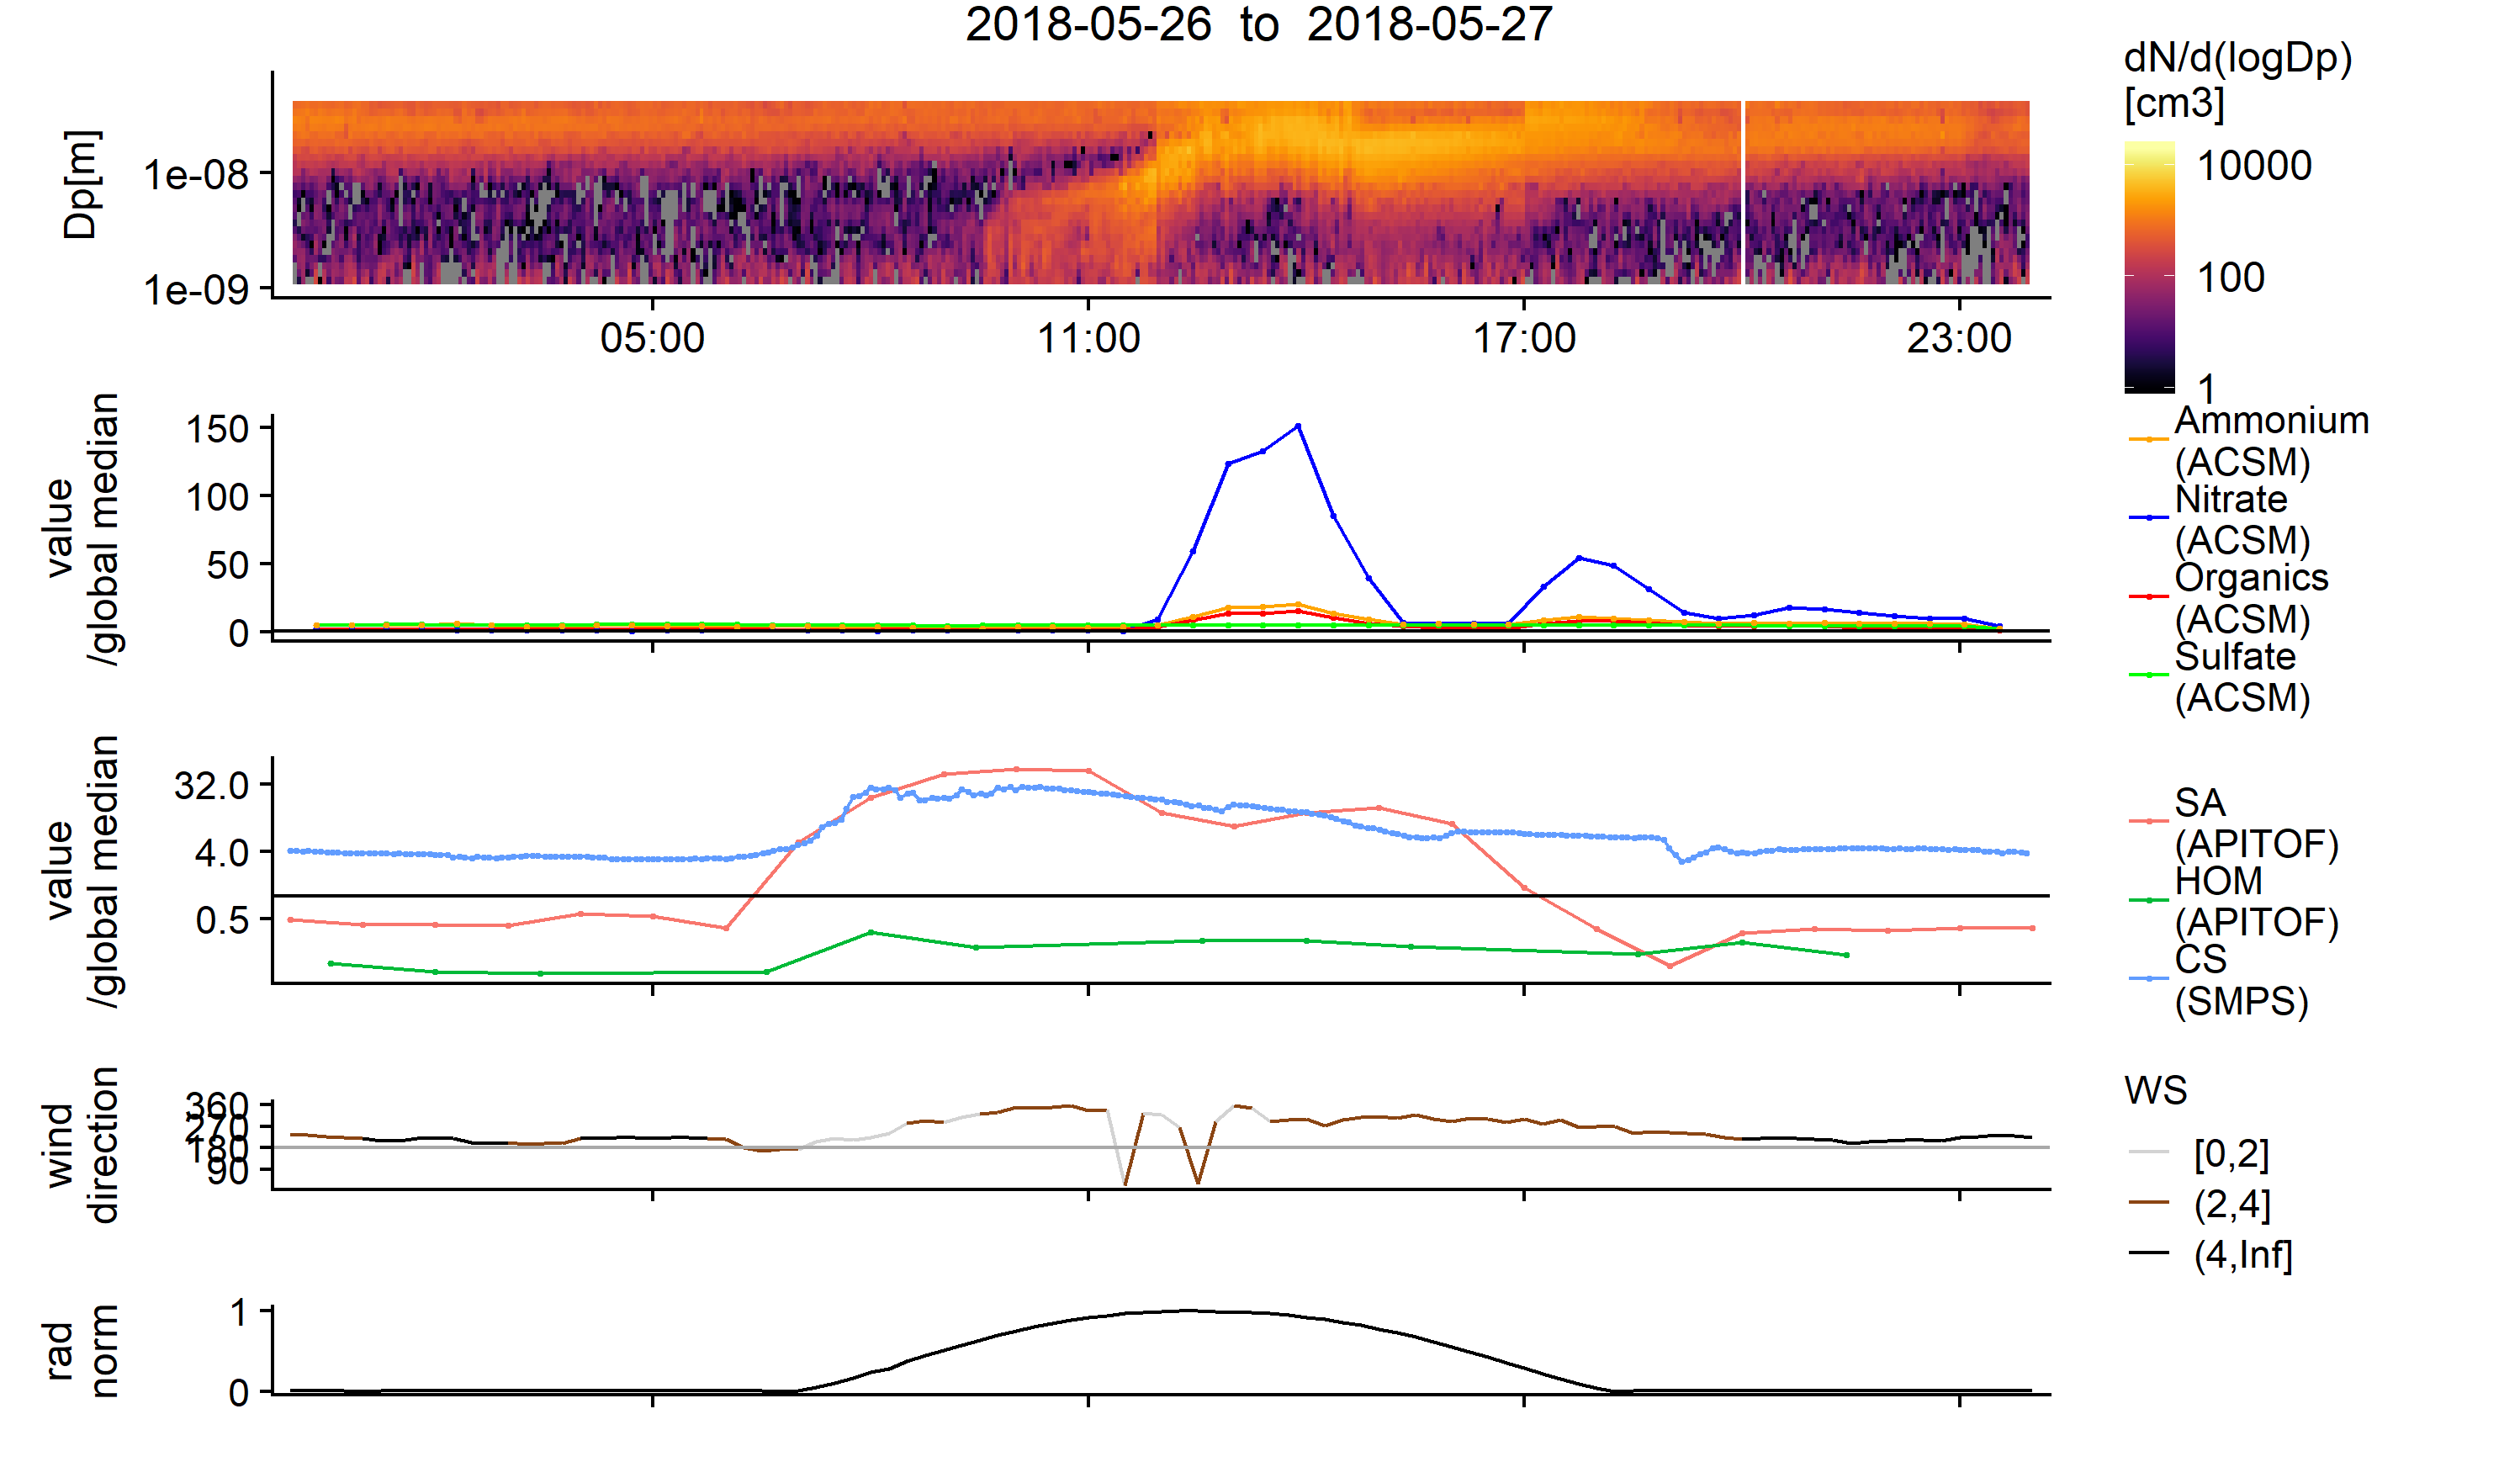 2018-05-26 to 2018-05-27
dN/d(logDp)
[cm3]
10000
100
1
Dp[m]
1e-08
1e-09
05:00
11:00
17:00
23:00
value
/global median
150
100
50
0
Ammonium
(ACSM)
Nitrate
(ACSM)
Organics
(ACSM)
Sulfate
(ACSM)
value
/global median
32.0
4.0
0.5
SA
(APITOF)
HOM
(APITOF)
CS
(SMPS)
wind
direction
360
270
180
90
WS
[0,2]
(2,4]
(4,Inf]
rad
norm
1
0